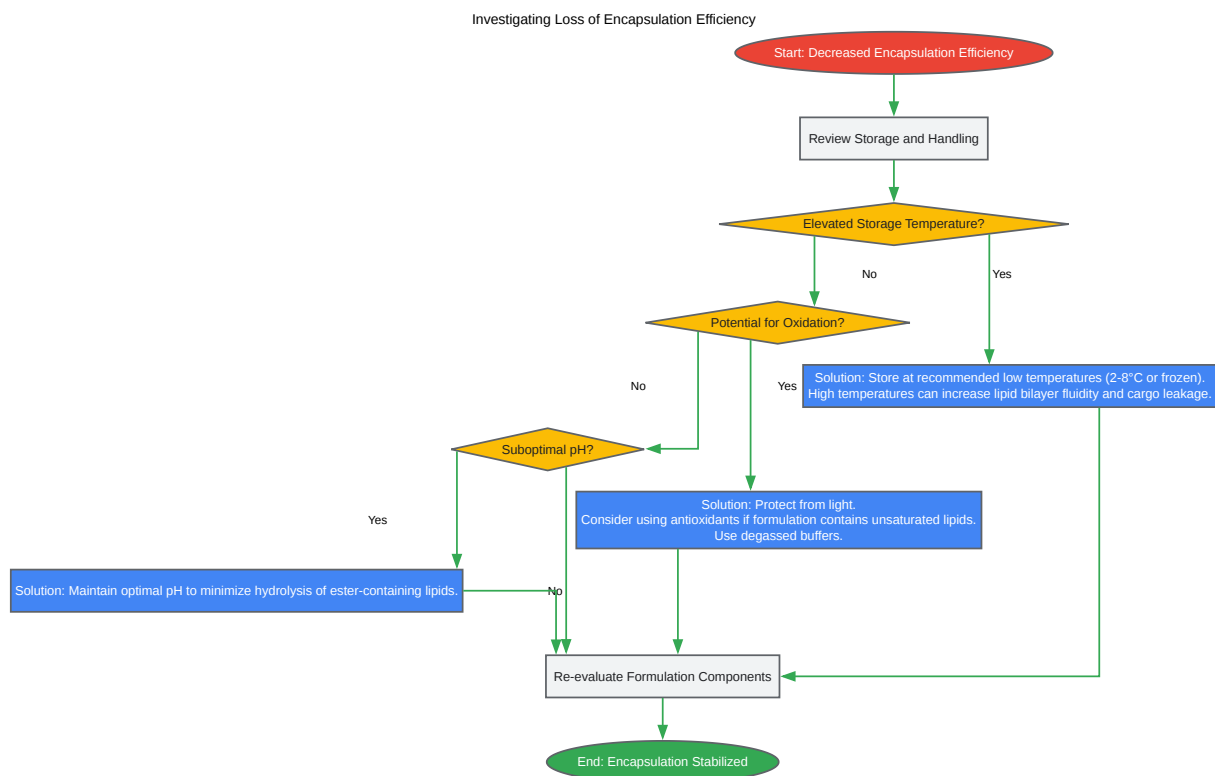 Investigating Loss of Encapsulation Efficiency
Start: Decreased Encapsulation Efficiency
Review Storage and Handling
Elevated Storage Temperature?
No
Yes
Potential for Oxidation?
No
Yes
Solution: Store at recommended low temperatures (2-8°C or frozen).
High temperatures can increase lipid bilayer fluidity and cargo leakage.
Suboptimal pH?
Solution: Protect from light.
Consider using antioxidants if formulation contains unsaturated lipids.
Use degassed buffers.
Yes
No
Solution: Maintain optimal pH to minimize hydrolysis of ester-containing lipids.
Re-evaluate Formulation Components
End: Encapsulation Stabilized